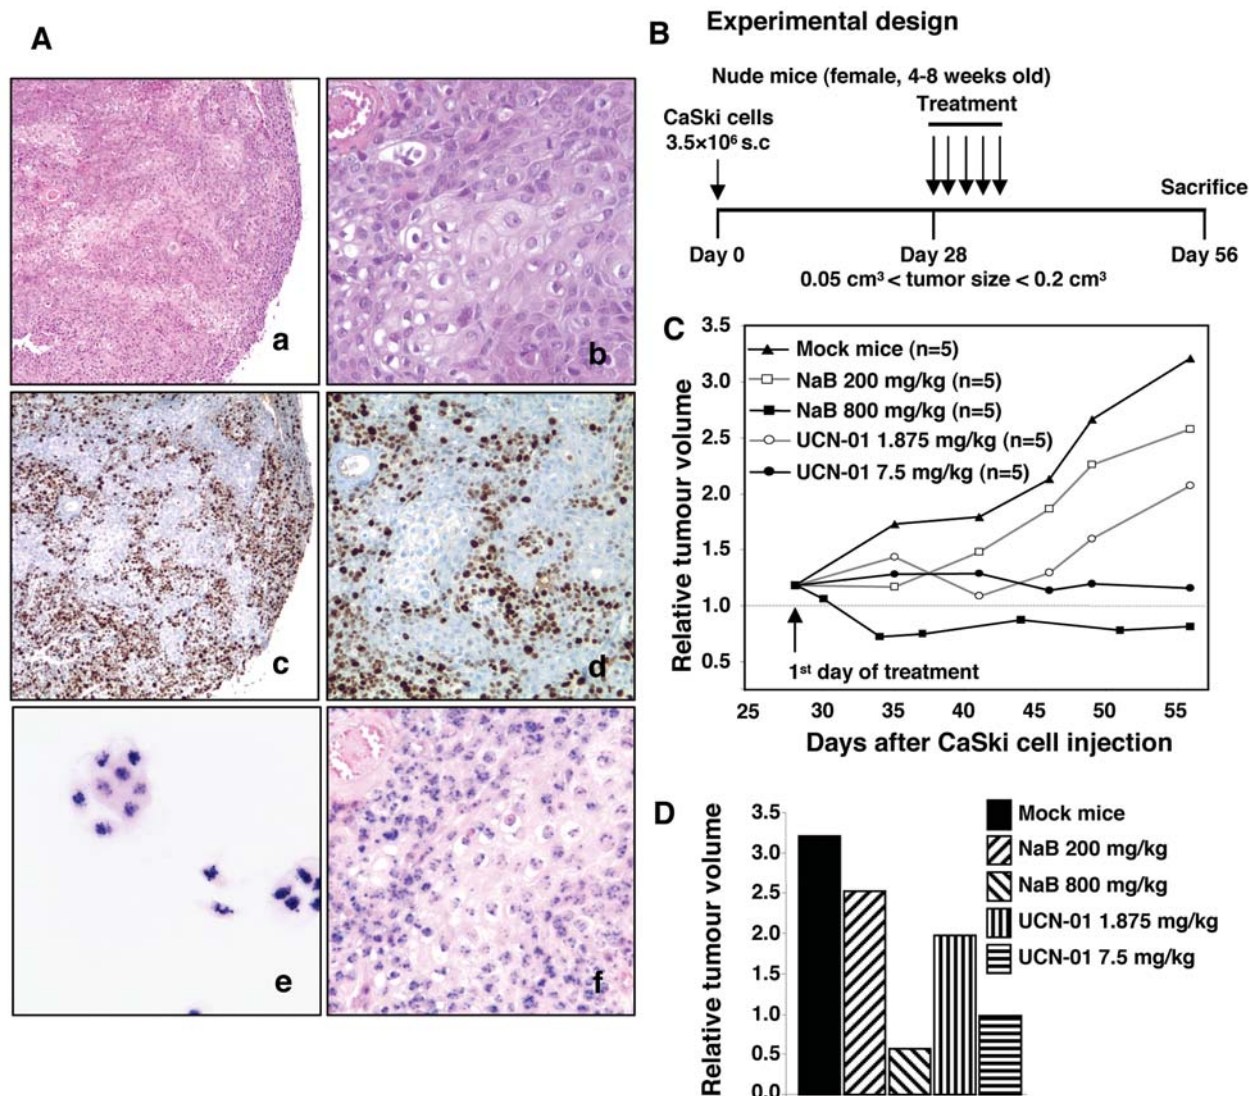 A
a
b
c
d
e
f
B
Experimental design
Nude mice (female, 4-8 weeks old)
Treatment
CaSki cells
3.5×10⁶ s.c
Sacrifice
Day 0
Day 28
Day 56
0.05 cm³ < tumor size < 0.2 cm³
C
Relative tumour volume
3.5
3.0
2.5
2.0
1.5
1.0
0.5
Mock mice (n=5)
NaB 200 mg/kg (n=5)
NaB 800 mg/kg (n=5)
UCN-01 1.875 mg/kg (n=5)
UCN-01 7.5 mg/kg (n=5)
1st day of treatment
25 30 35 40 45 50 55
Days after CaSki cell injection
D
Relative tumour volume
3.5
3.0
2.5
2.0
1.5
1.0
0.5
0.0
Mock mice
NaB 200 mg/kg
NaB 800 mg/kg
UCN-01 1.875 mg/kg
UCN-01 7.5 mg/kg